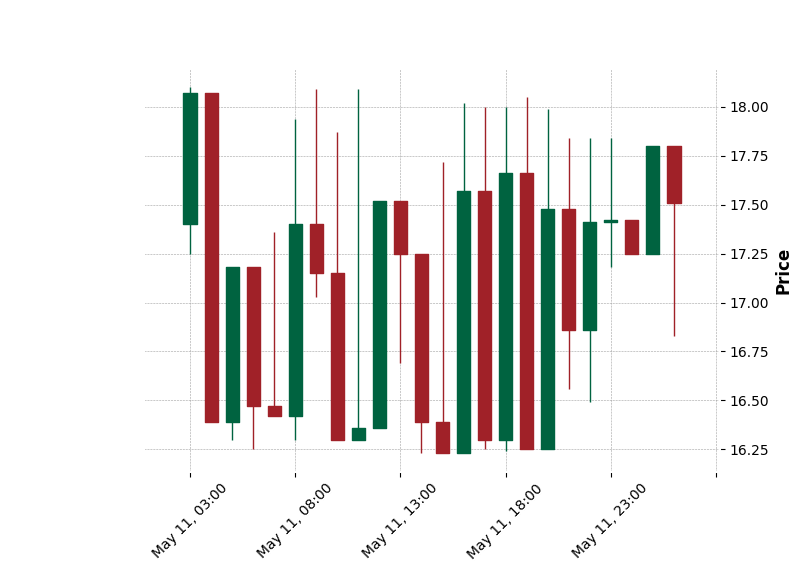 18.00
17.75
17.50
17.25
17.00
16.75
16.50
16.25
Price
May 11, 03:00
May 11, 08:00
May 11, 13:00
May 11, 18:00
May 11, 23:00